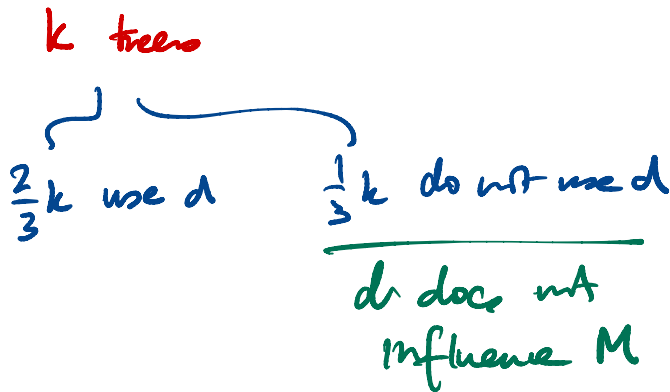 k trees
2/3 k use d
1/3 k do not use d
d does not
influence M